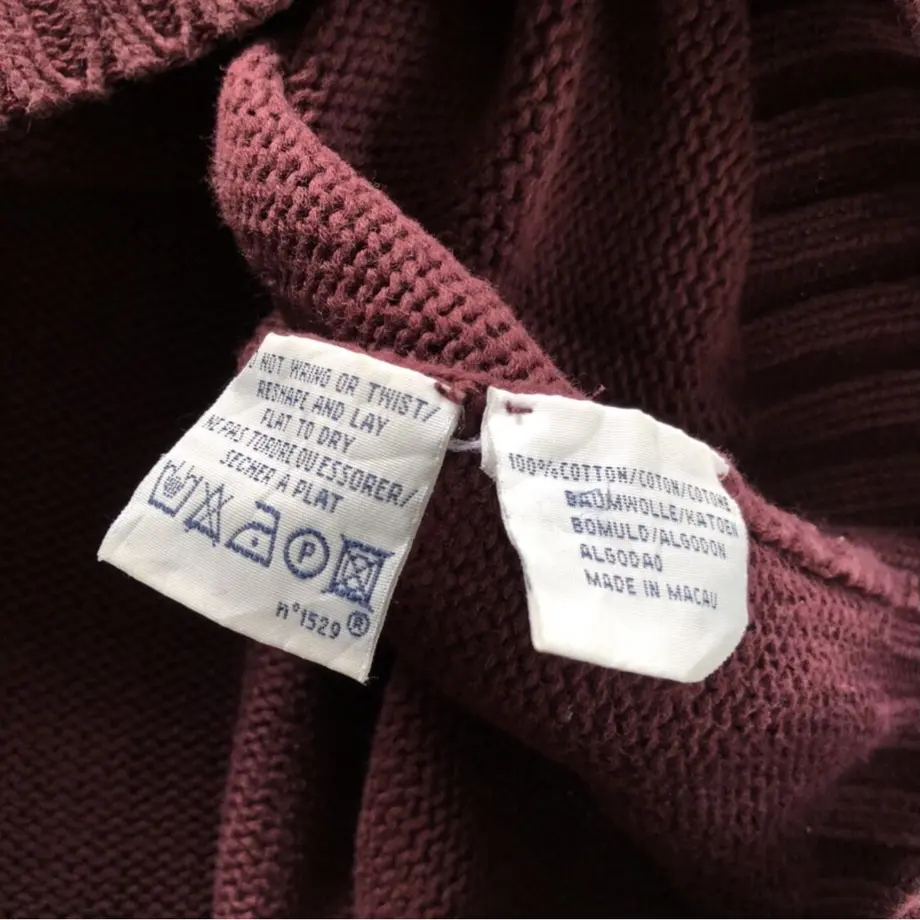 NOT WRING OR TWIST/
RESHAPE AND LAY
FLAT TO DRY
NE PAS TORDRE OU ESSORER/
SECHER A PLAT
P
n°1529 ®
100% COTTON/COTON/COTONE
BAUMWOLLE/KATOEN
BOMULD/ALGODON
ALGODAO
MADE IN MACAU